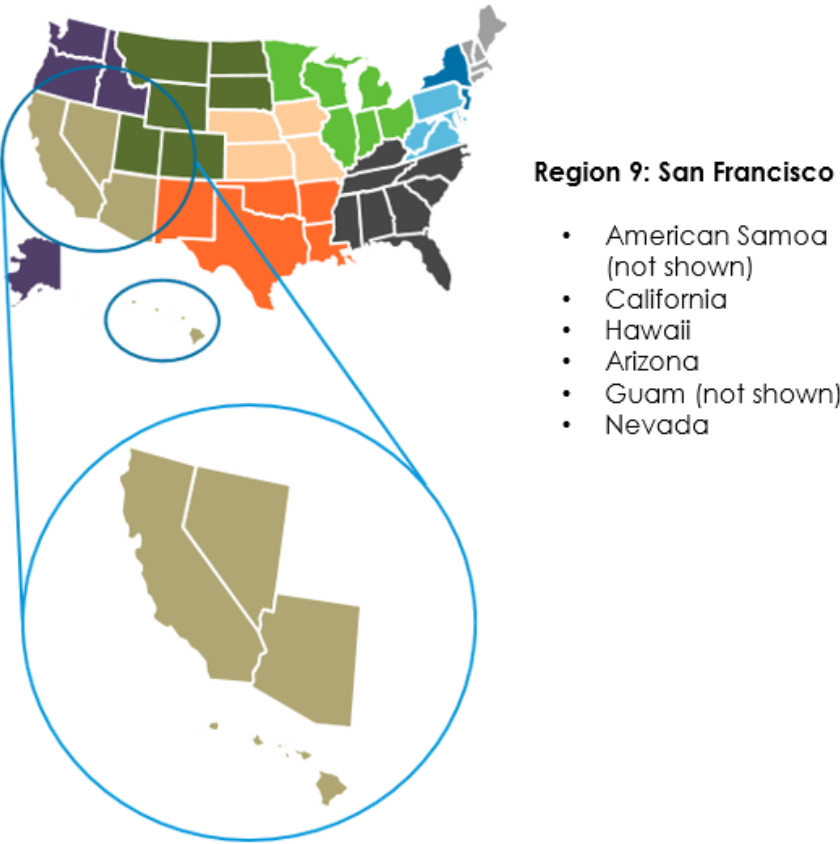 Region 9: San Francisco
• American Samoa
(not shown)
• California
• Hawaii
• Arizona
• Guam (not shown)
• Nevada